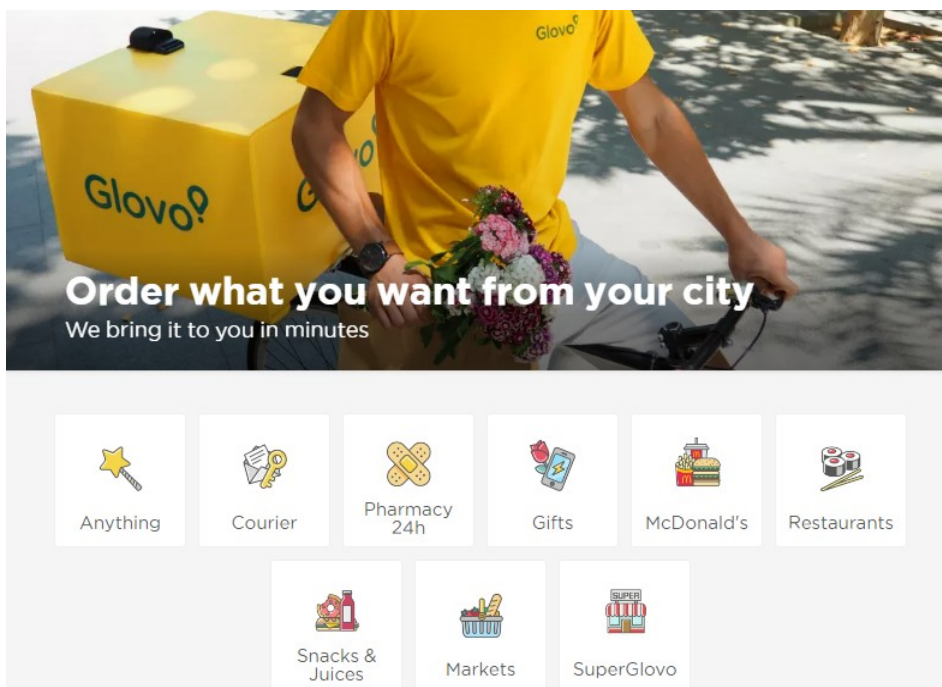 Glovo
Glovo
Order what you want from your city
We bring it to you in minutes
Anything
Courier
Pharmacy
24h
Gifts
McDonald's
Restaurants
SUPER
Snacks &
Juices
Markets
SuperGlovo